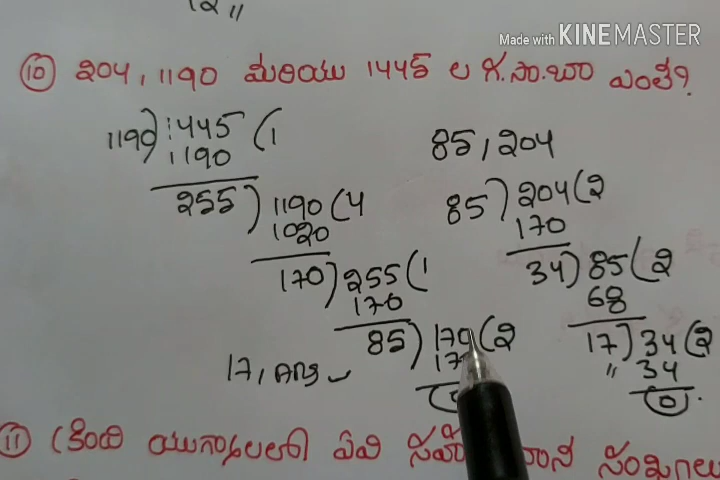 12 "
Made with KINEMASTER
10 204, 1190 మరియు 1445 ల గ.సా.భా ఎంత?
1190) 1445 (1
1190
255) 1190 (4
1020
170) 255 (1
170
85) 170 (2
17
17, Ans
85, 204
85) 204 (2
170
34) 85 (2
68
17) 34 (2
" 34
0.
11 క్రింది